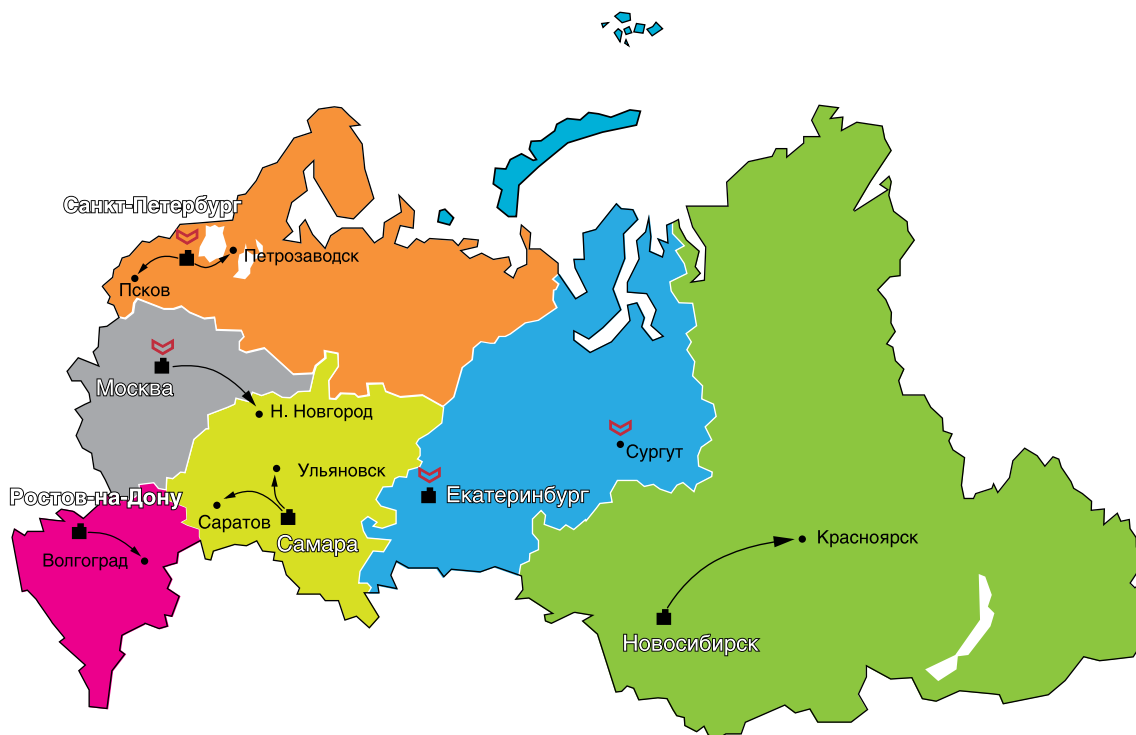 Санкт-Петербург
Петрозаводск
Псков
Москва
Н. Новгород
Сургут
Ульяновск
Ростов-на-Дону
Екатеринбург
Саратов
Самара
Красноярск
Волгоград
Новосибирск